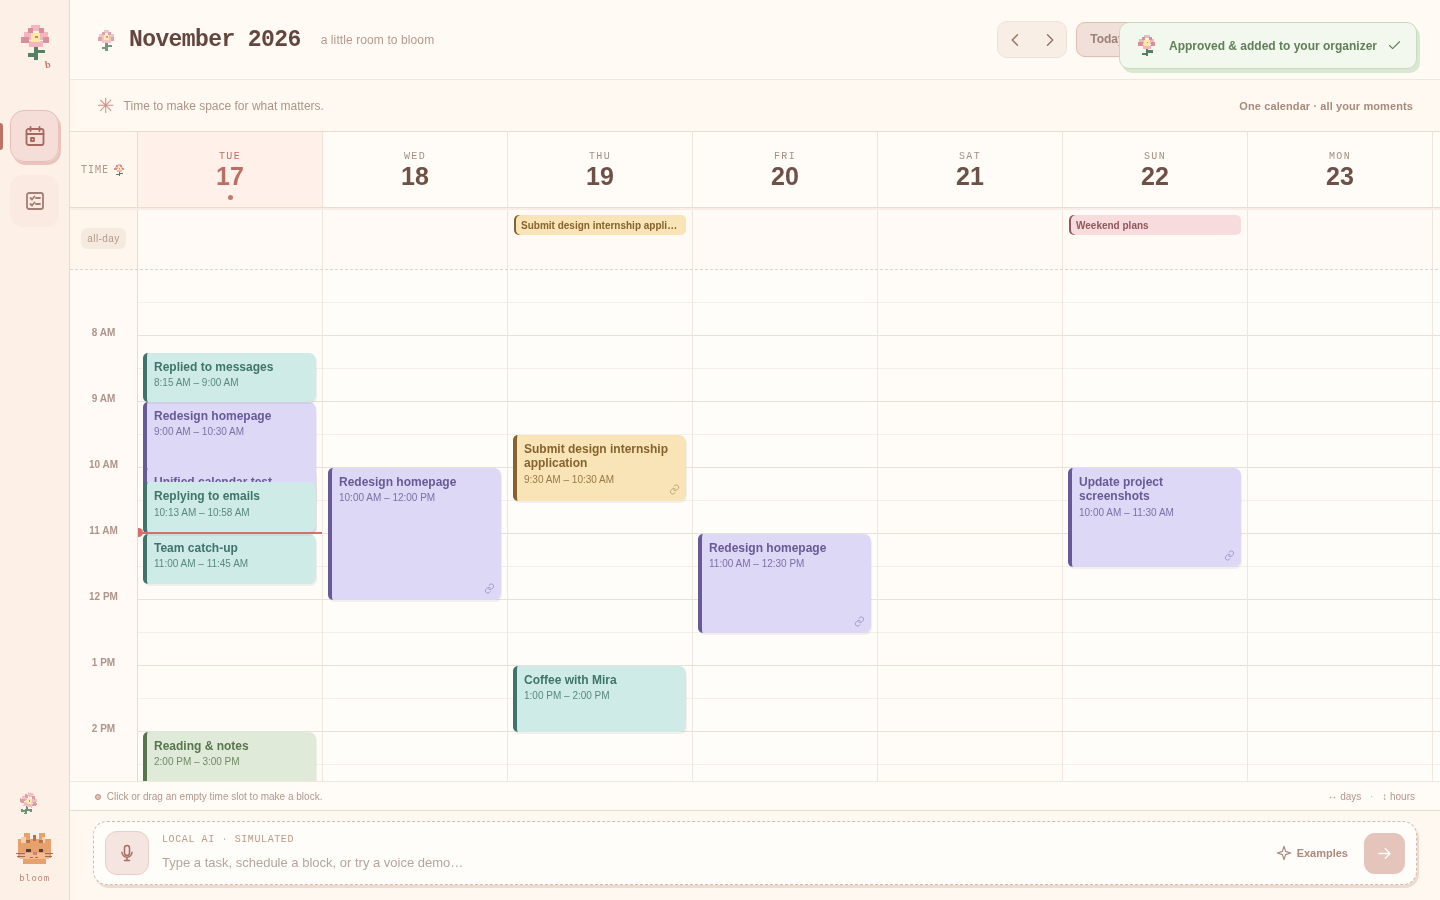 b
November 2026
a little room to bloom
Today
Approved & added to your organizer
Time to make space for what matters.
One calendar · all your moments
TIME
TUE
17
WED
18
THU
19
FRI
20
SAT
21
SUN
22
MON
23
all-day
Submit design internship appli…
Weekend plans
8 AM
Replied to messages
8:15 AM – 9:00 AM
9 AM
Redesign homepage
9:00 AM – 10:30 AM
Submit design internship
application
9:30 AM – 10:30 AM
10 AM
Unified calendar test
Replying to emails
10:13 AM – 10:58 AM
Redesign homepage
10:00 AM – 12:00 PM
Update project
screenshots
10:00 AM – 11:30 AM
11 AM
Team catch-up
11:00 AM – 11:45 AM
Redesign homepage
11:00 AM – 12:30 PM
12 PM
1 PM
Coffee with Mira
1:00 PM – 2:00 PM
2 PM
Reading & notes
2:00 PM – 3:00 PM
Click or drag an empty time slot to make a block.
↔ days · ↕ hours
LOCAL AI · SIMULATED
Type a task, schedule a block, or try a voice demo…
Examples
bloom